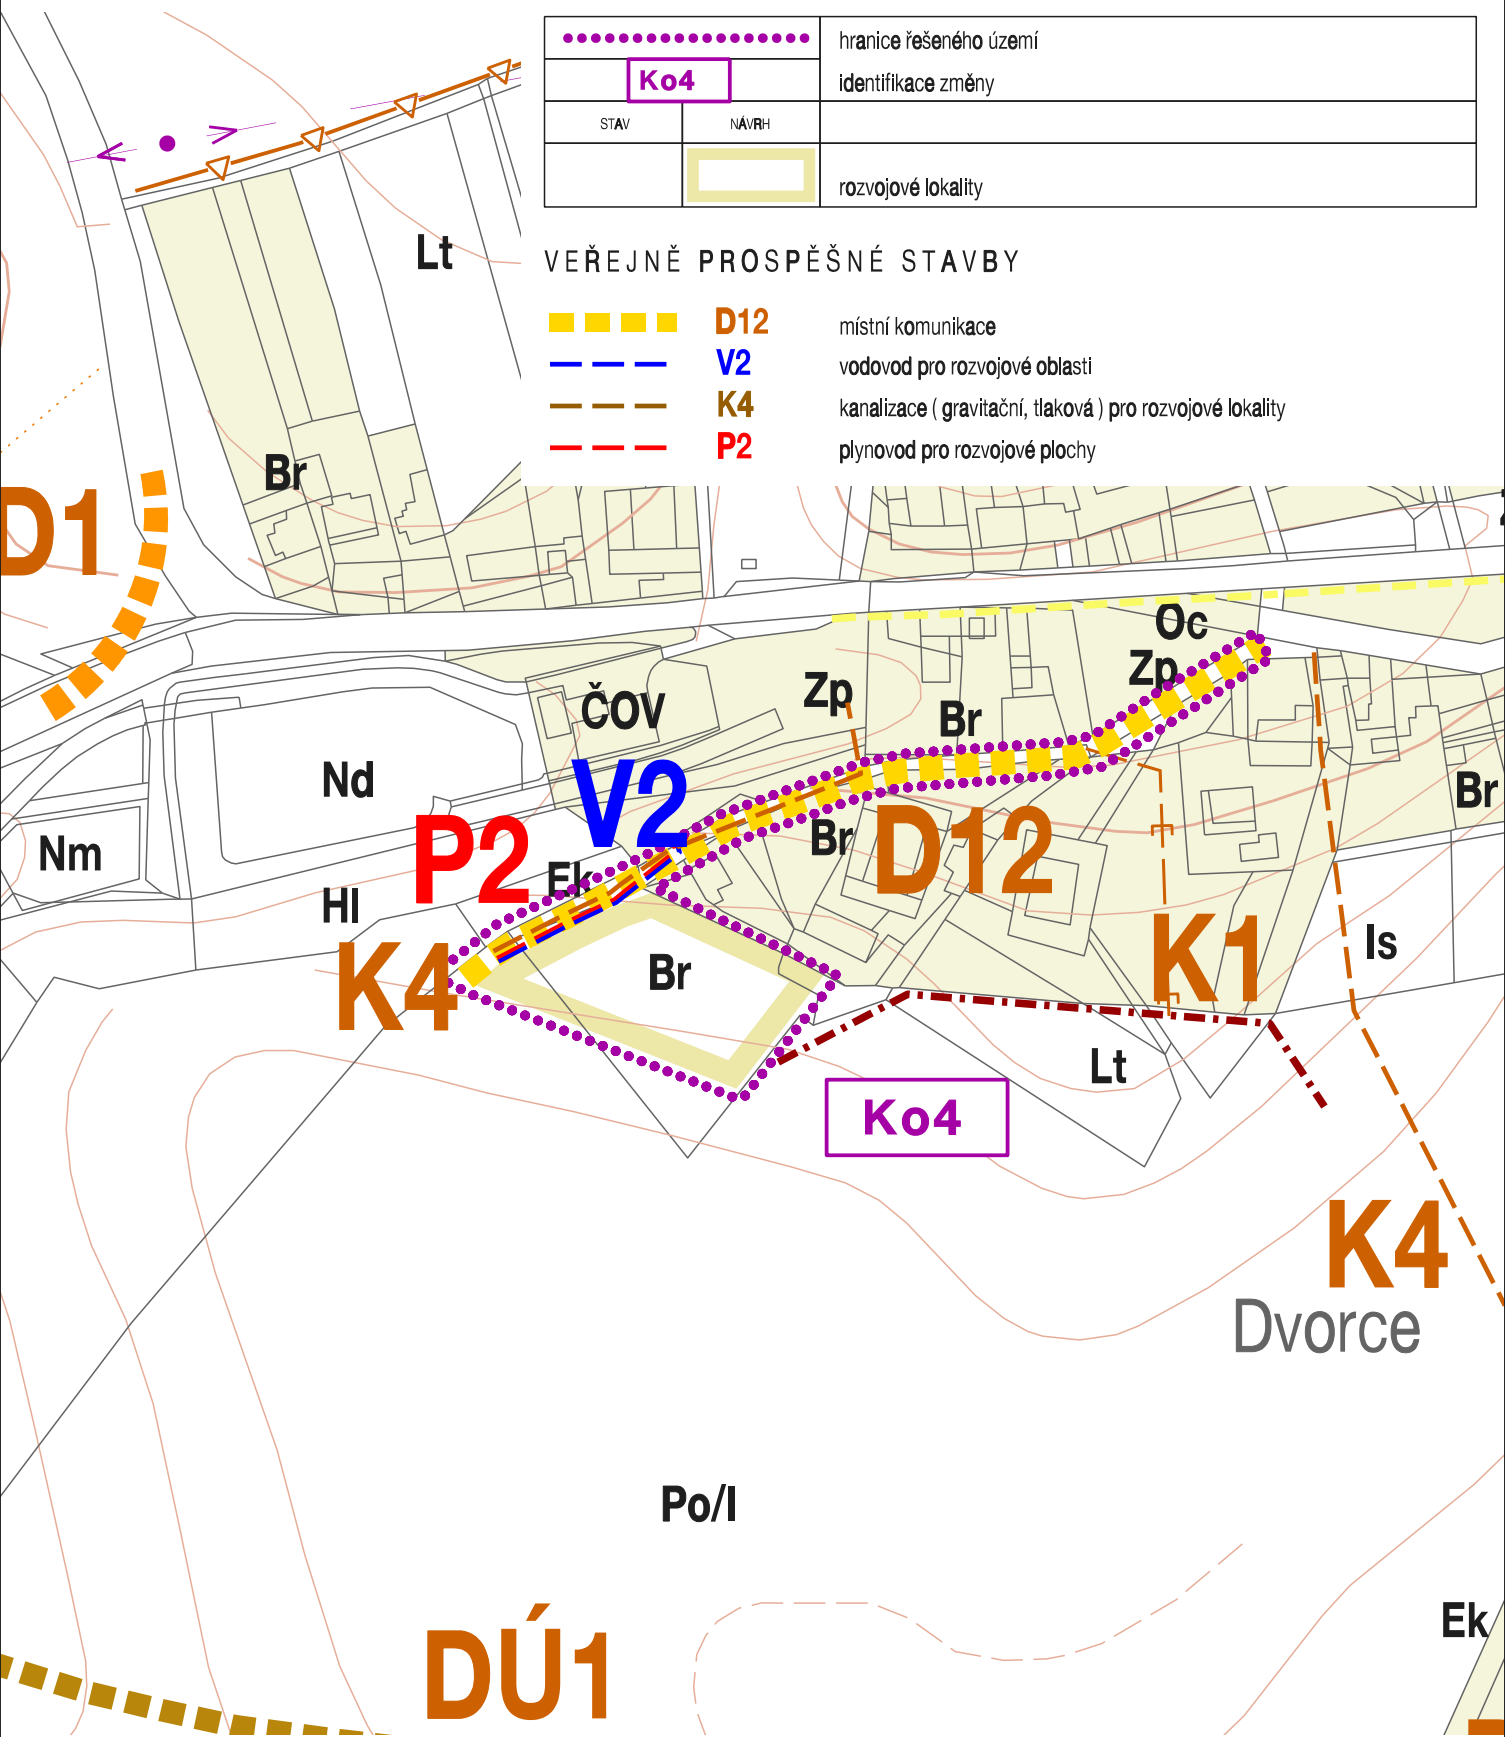 hranice řešeného území
Ko4
identifikace změny
STAV
NÁVRH
rozvojové lokality
VEŘEJNĚ PROSPĚŠNÉ STAVBY
D12
místní komunikace
V2
vodovod pro rozvojové oblasti
K4
kanalizace ( gravitační, tlaková ) pro rozvojové lokality
P2
plynovod pro rozvojové plochy
Lt
Br
D1
Oc
Zp
Zp
ČOV
Br
Nd
V2
Br
P2
Br
D12
Nm
Ek
Hl
K4
Br
K1
Is
Lt
Ko4
K4
Dvorce
Po/I
Ek
DÚ1